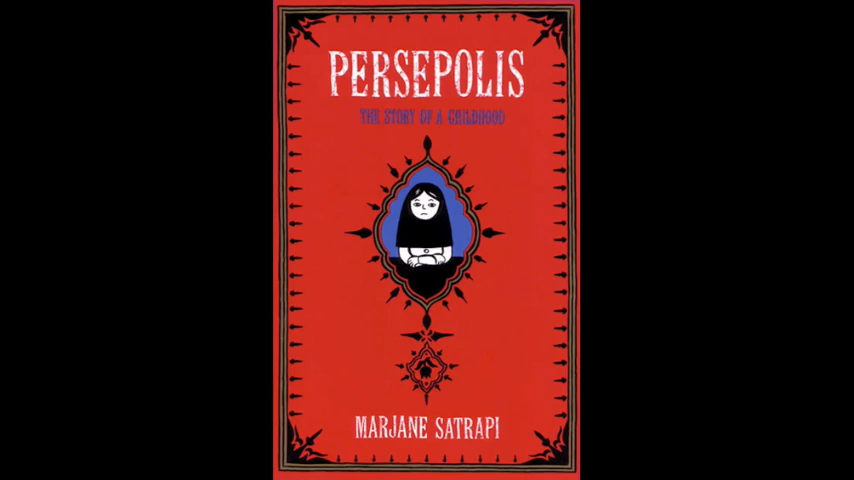 PERSEPOLIS
THE STORY OF A CHILDHOOD
MARJANE SATRAPI